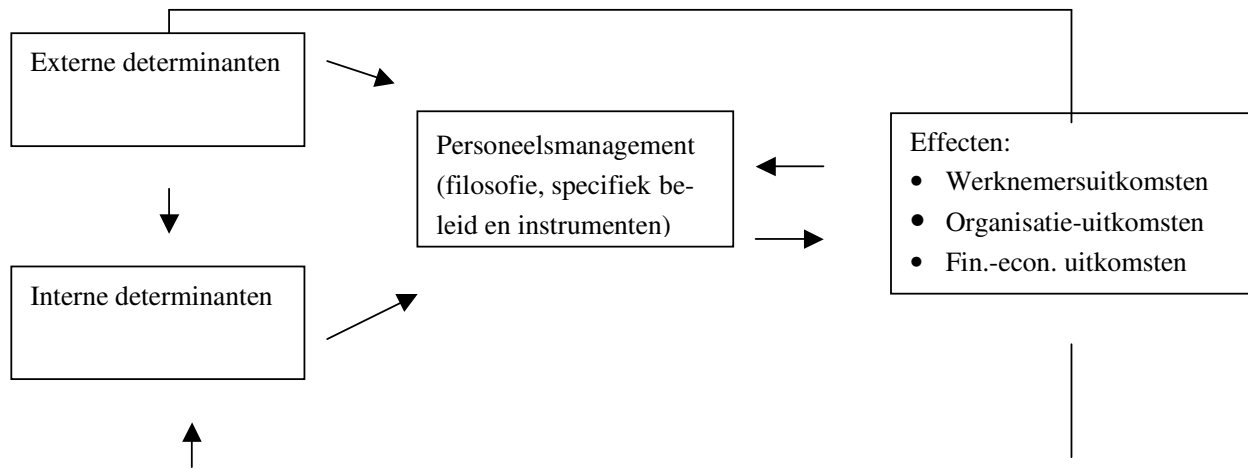 Externe determinanten
Personeelsmanagement
(filosofie, specifiek be-
leid en instrumenten)
Effecten:
• Werknemersuitkomsten
• Organisatie-uitkomsten
• Fin.-econ. uitkomsten
Interne determinanten